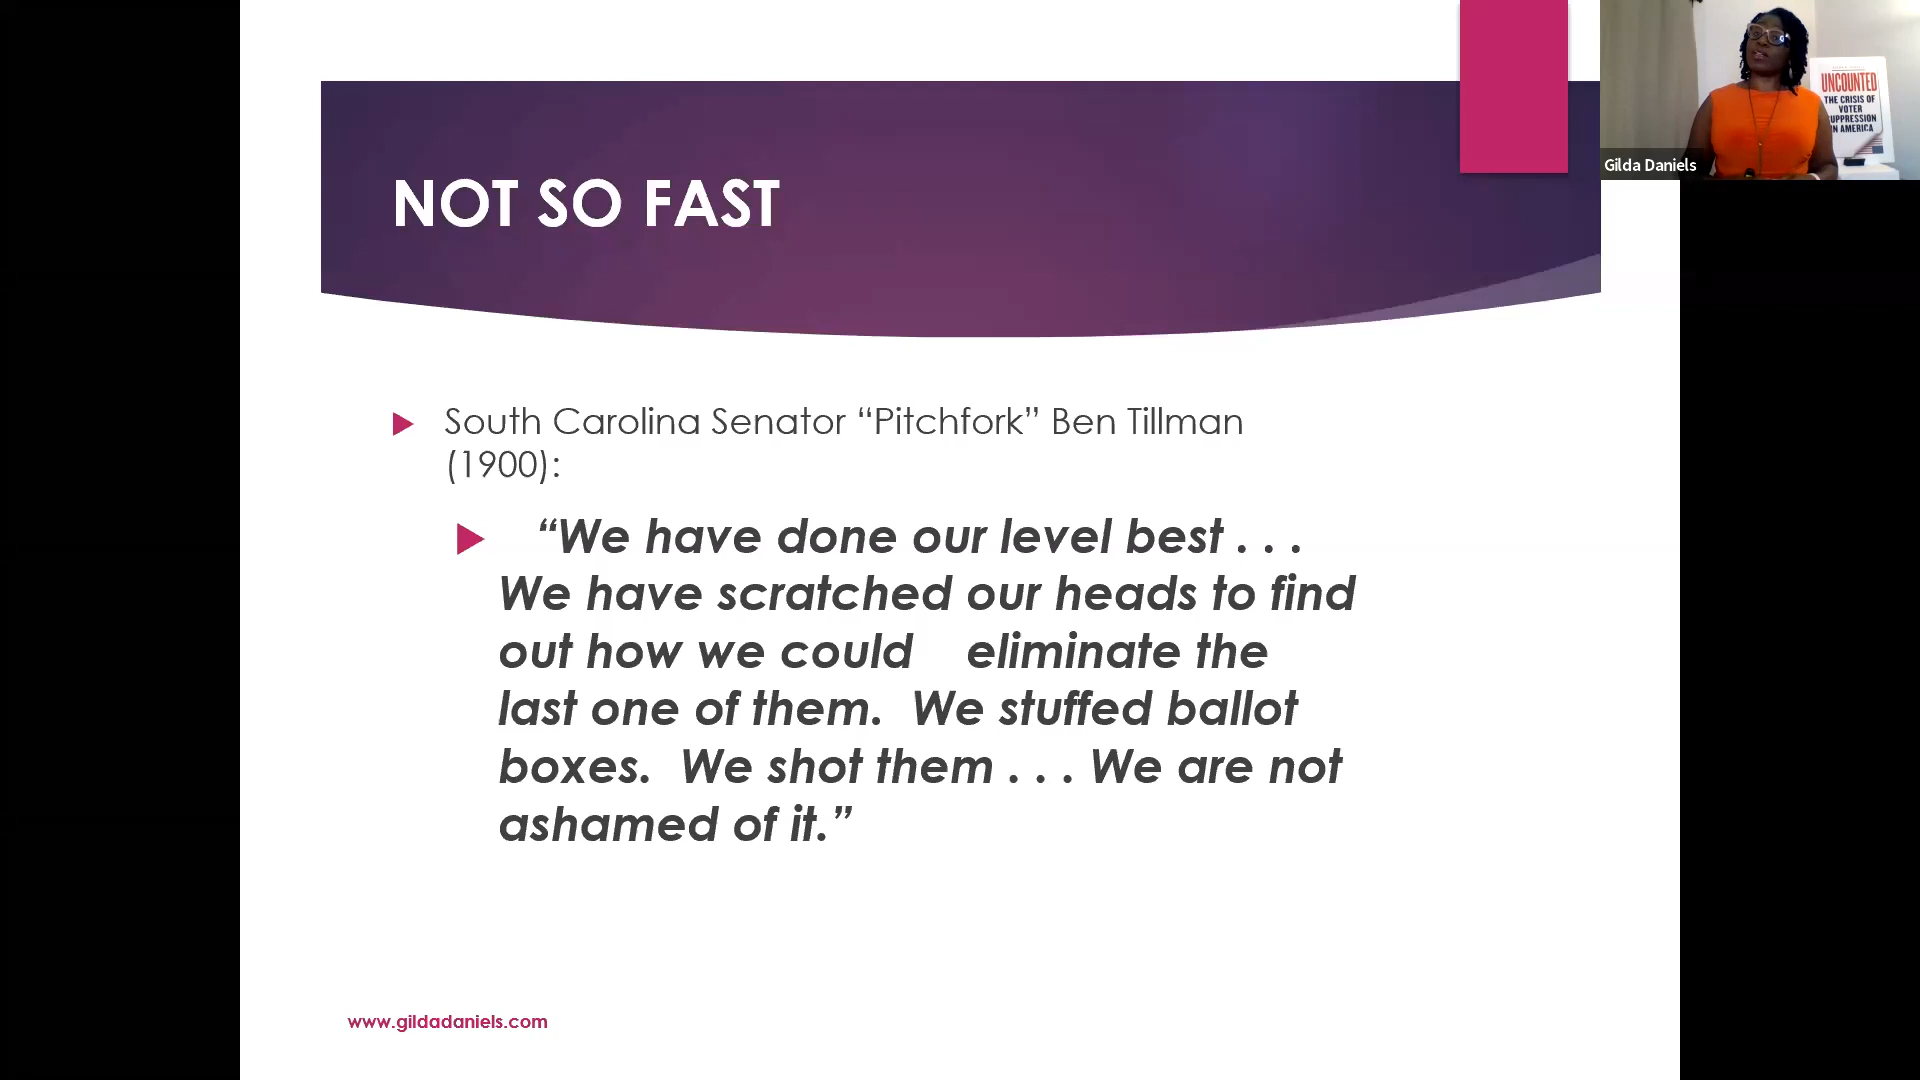 NOT SO FAST
South Carolina Senator “Pitchfork” Ben Tillman
(1900):
“We have done our level best . . .
We have scratched our heads to find
out how we could eliminate the
last one of them. We stuffed ballot
boxes. We shot them . . . We are not
ashamed of it.”
www.gildadaniels.com
UNCOUNTED
THE CRISIS OF
VOTER
SUPPRESSION
IN AMERICA
Gilda Daniels